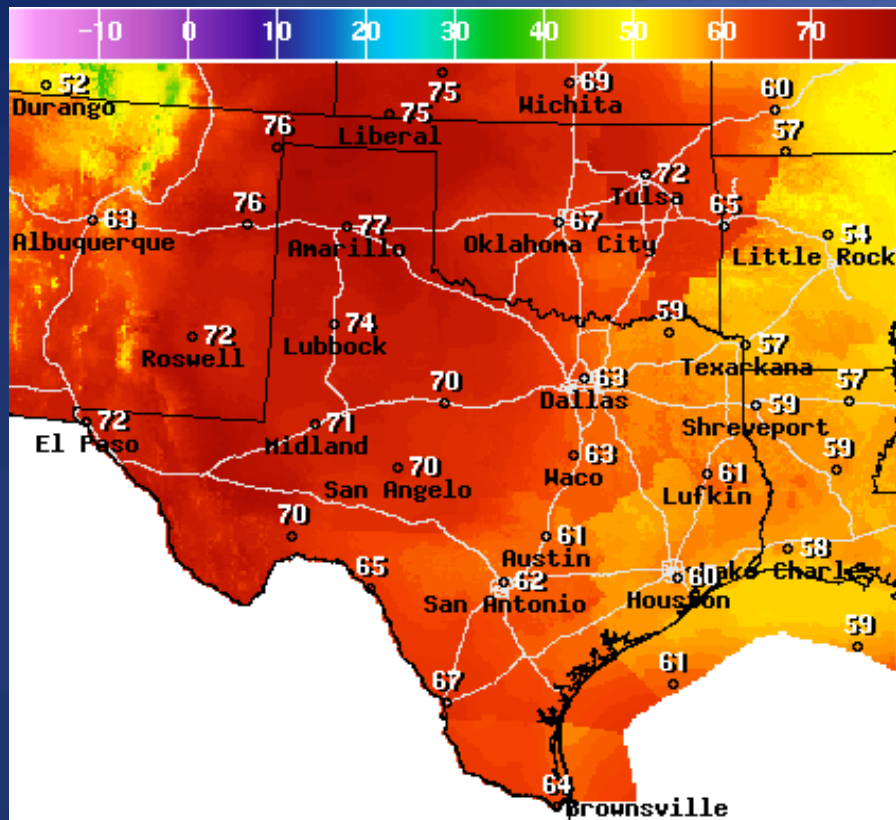 -10 0 10 20 30 40 50 60 70
52
Durango
75
75
Liberal
69
Wichita
60
57
76
72
Tulsa
63
Albuquerque
76
77
Amarillo
67
Oklahoma City
65
54
Little Rock
72
Roswell
74
Lubbock
59
57
Texarkana
63
Dallas
70
57
59
Shreveport
72
El Paso
71
Midland
70
San Angelo
63
Waco
61
Lufkin
59
70
61
Austin
58
Lake Charl
65
62
San Antonio
60
Houston
59
61
67
64
Brownsville